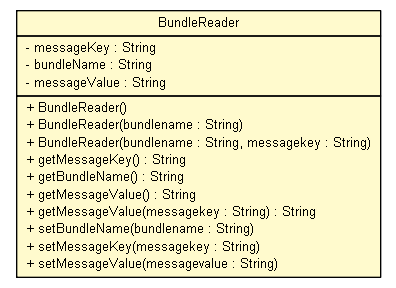 BundleReader
- messageKey : String
- bundleName : String
- messageValue : String
+ BundleReader()
+ BundleReader(bundlename : String)
+ BundleReader(bundlename : String, messagekey : String)
+ getMessageKey() : String
+ getBundleName() : String
+ getMessageValue() : String
+ getMessageValue(messagekey : String) : String
+ setBundleName(bundlename : String)
+ setMessageKey(messagekey : String)
+ setMessageValue(messagevalue : String)